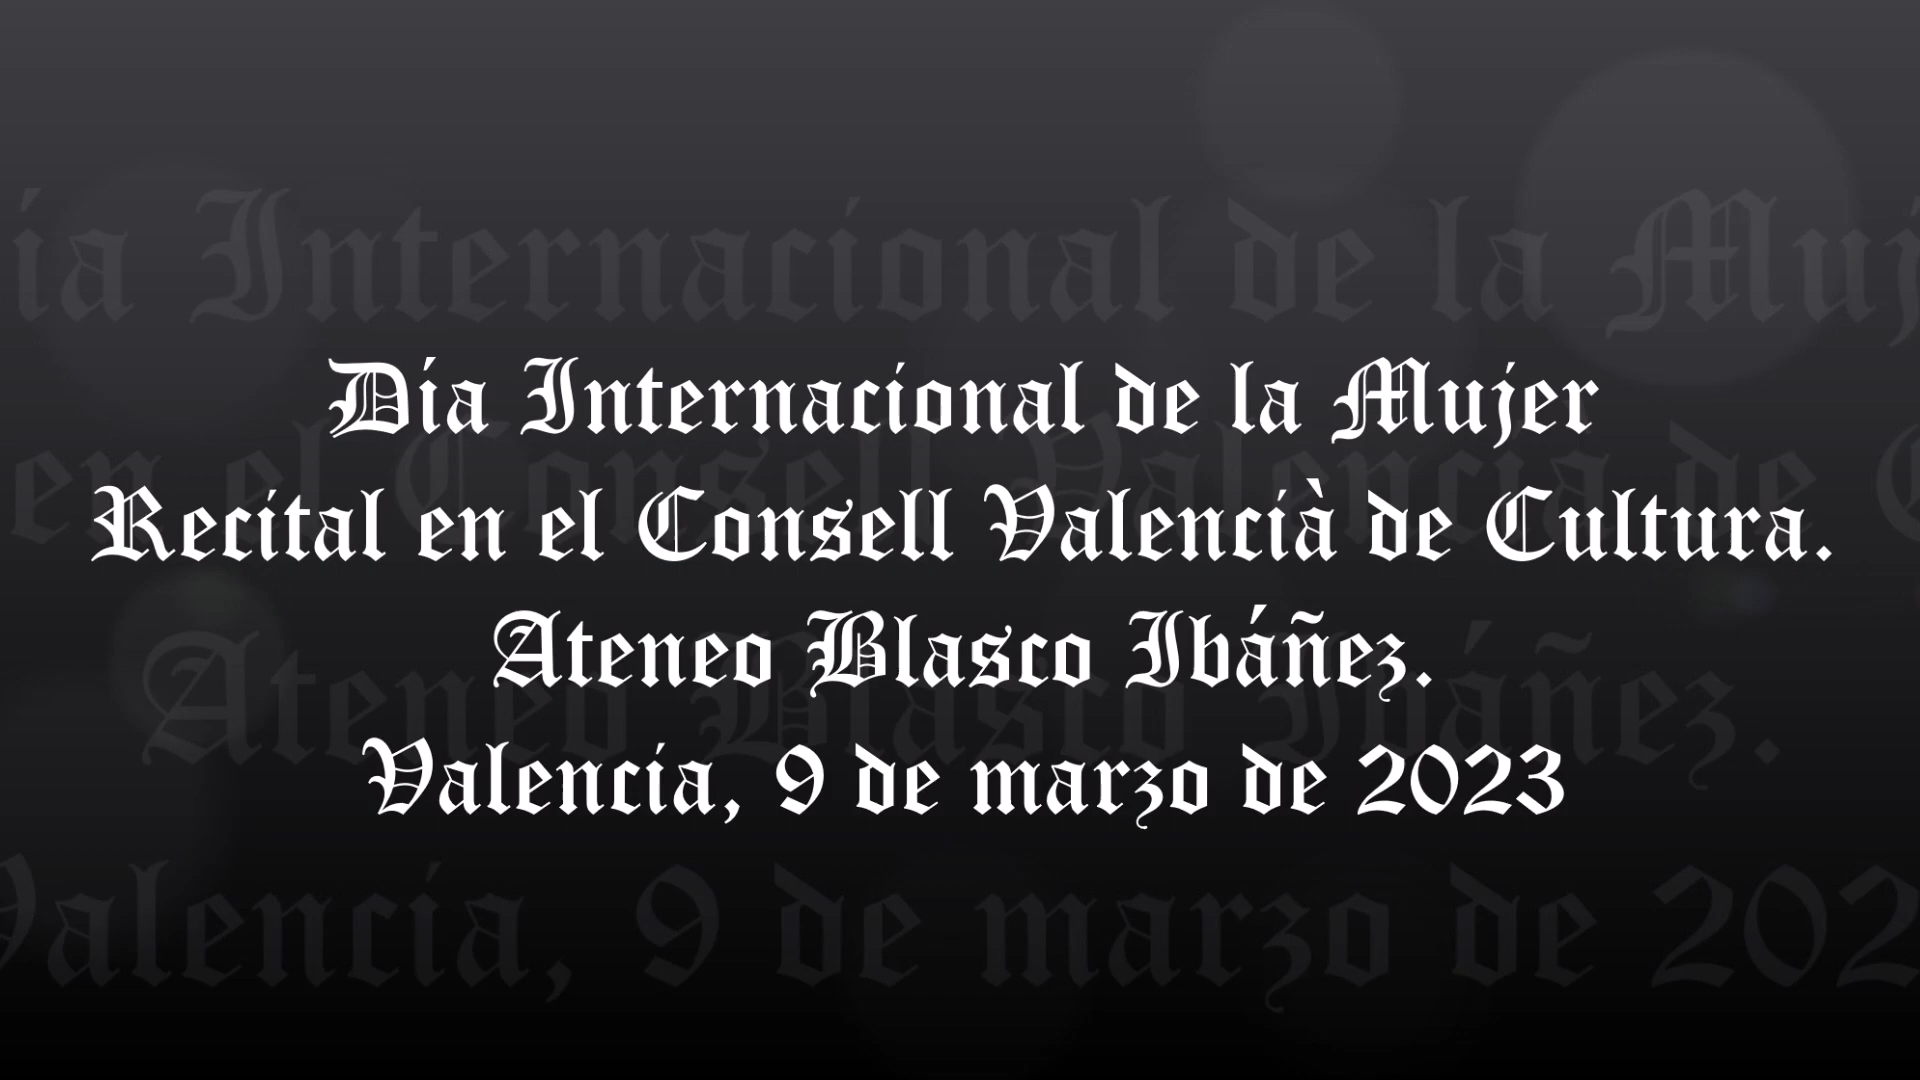 Día Internacional de la Mujer
Recital en el Consell Valencià de Cultura.
Ateneo Blasco Ibáñez.
Valencia, 9 de marzo de 2023